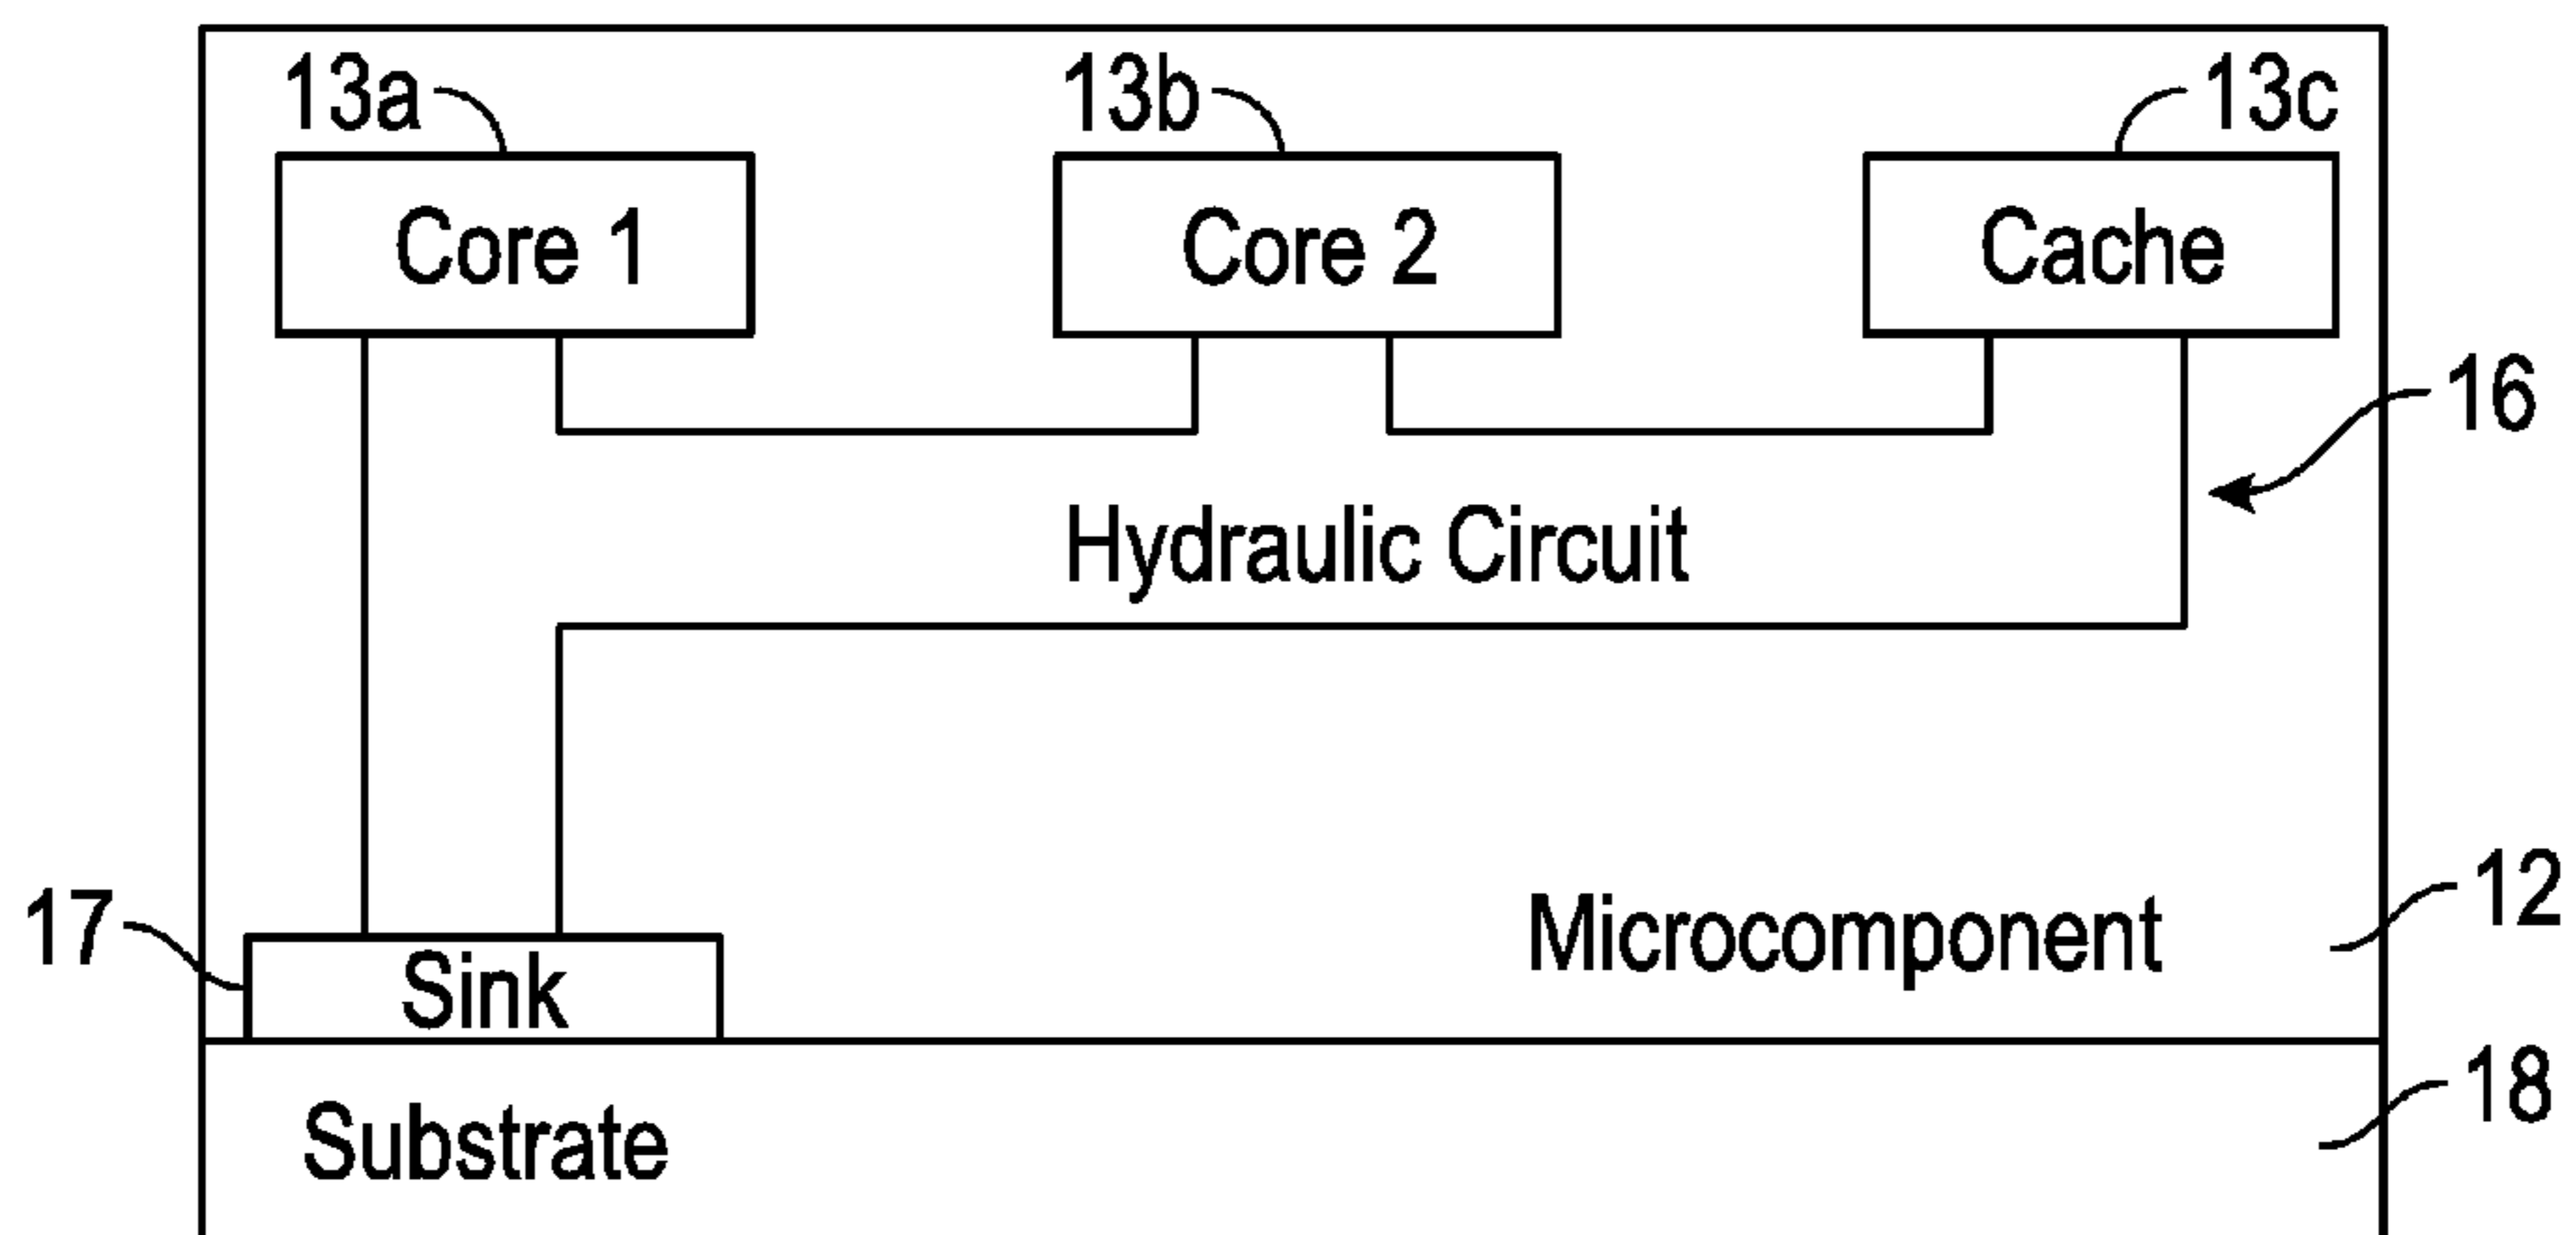 13a
13b
13c
Core 1
Core 2
Cache
16
Hydraulic Circuit
12
17
Microcomponent
Sink
18
Substrate